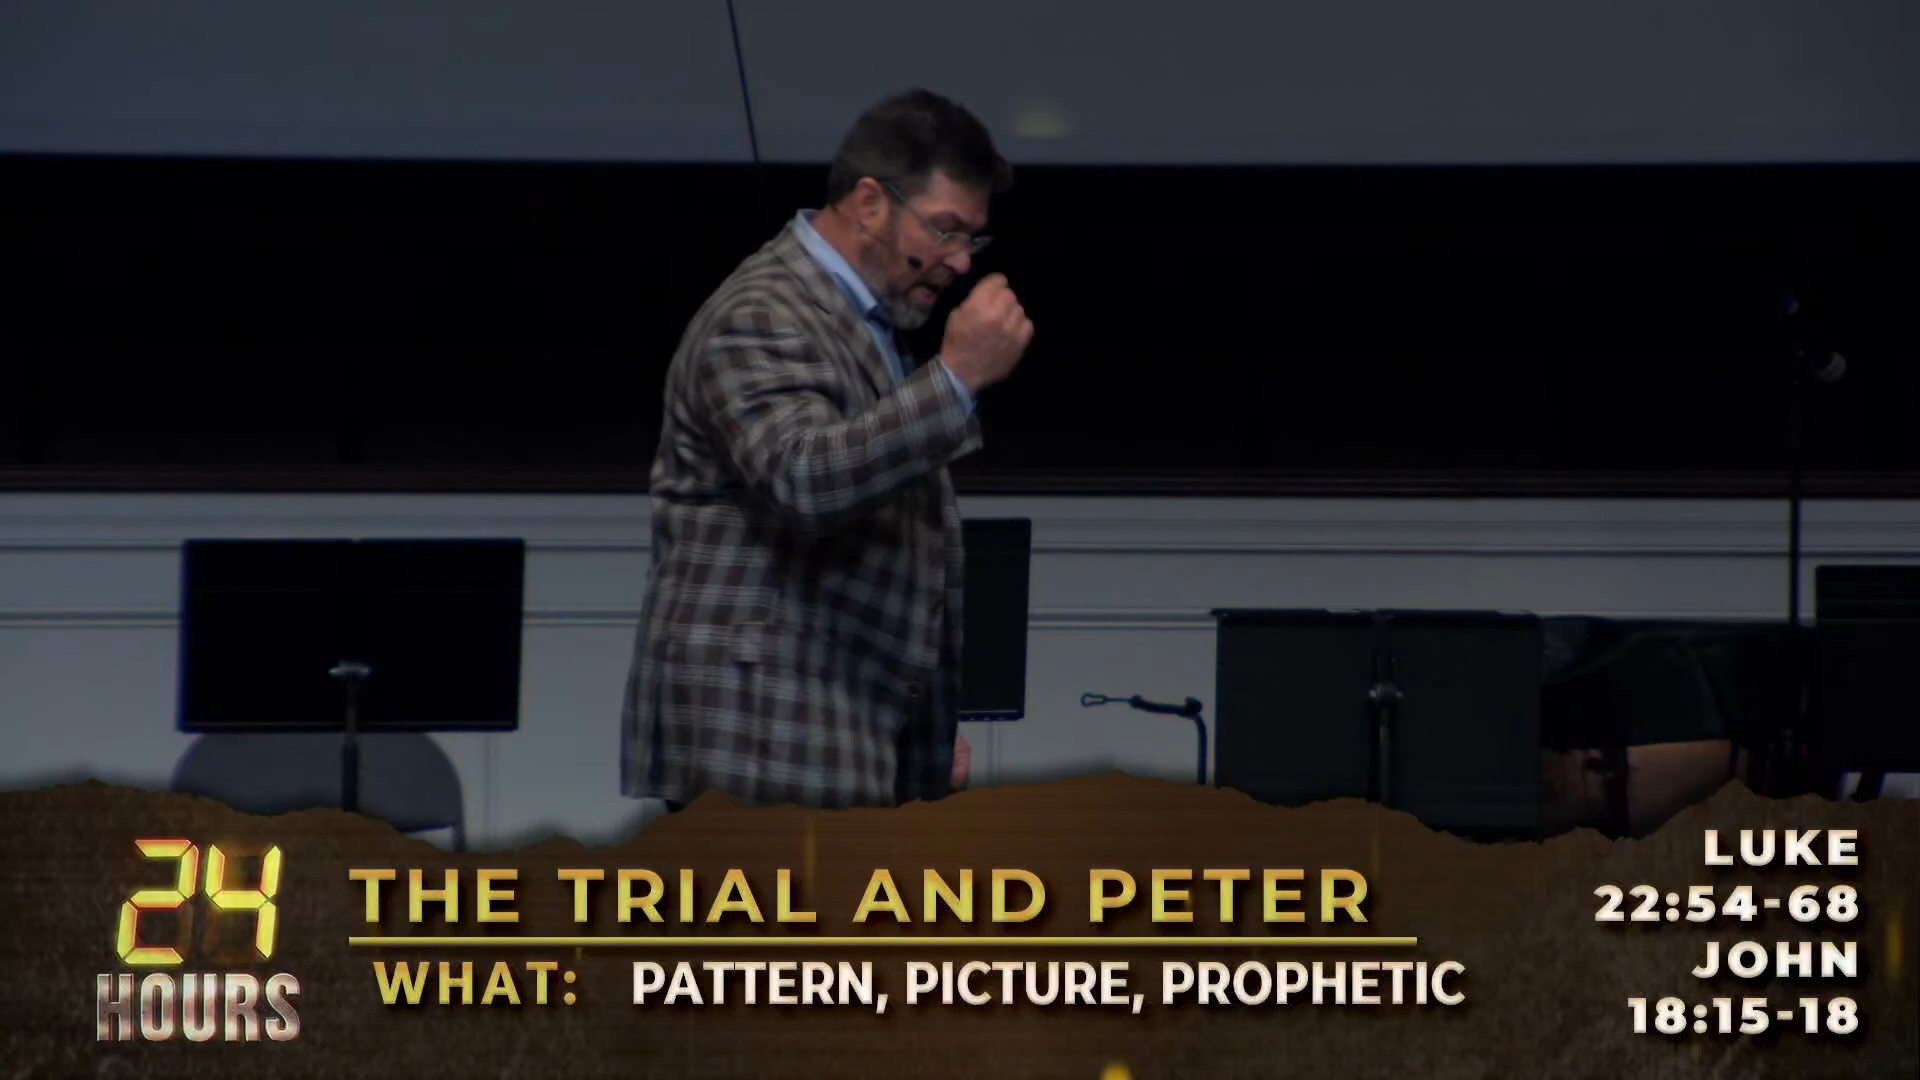 24
HOURS
THE TRIAL AND PETER
WHAT: PATTERN, PICTURE, PROPHETIC
LUKE
22:54-68
JOHN
18:15-18